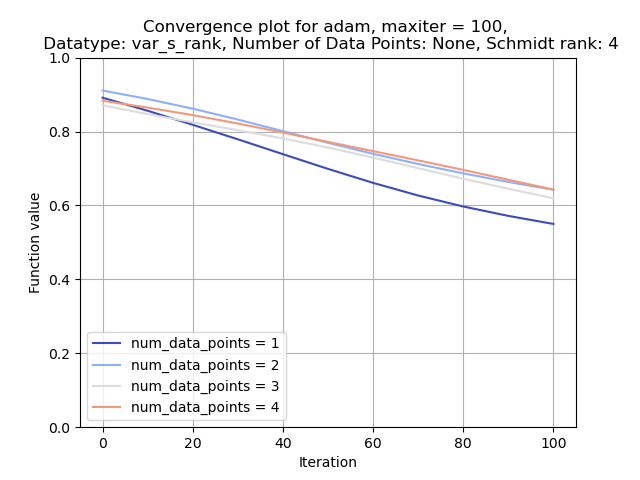 Convergence plot for adam, maxiter = 100,
Datatype: var_s_rank, Number of Data Points: None, Schmidt rank: 4
1.0
0.8
0.6
0.4
0.2
0.0
Function value
num_data_points = 1
num_data_points = 2
num_data_points = 3
num_data_points = 4
0 20 40 60 80 100
Iteration